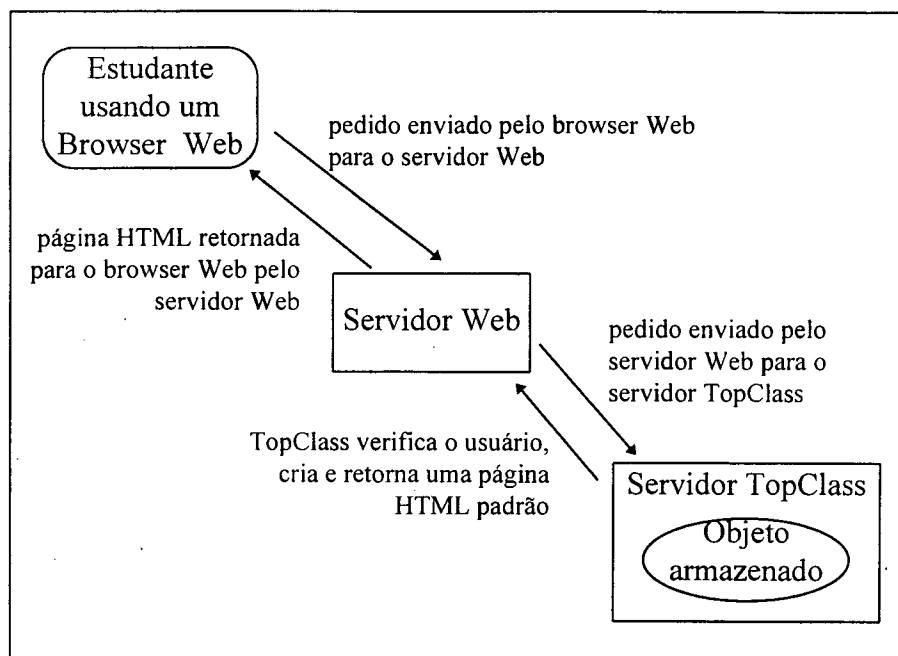 Estudante
usando um
Browser Web
pedido enviado pelo browser Web
para o servidor Web
página HTML retornada
para o browser Web pelo
servidor Web
Servidor Web
pedido enviado pelo
servidor Web para o
servidor TopClass
TopClass verifica o usuário,
cria e retorna uma página
HTML padrão
Servidor TopClass
Objeto
armazenado